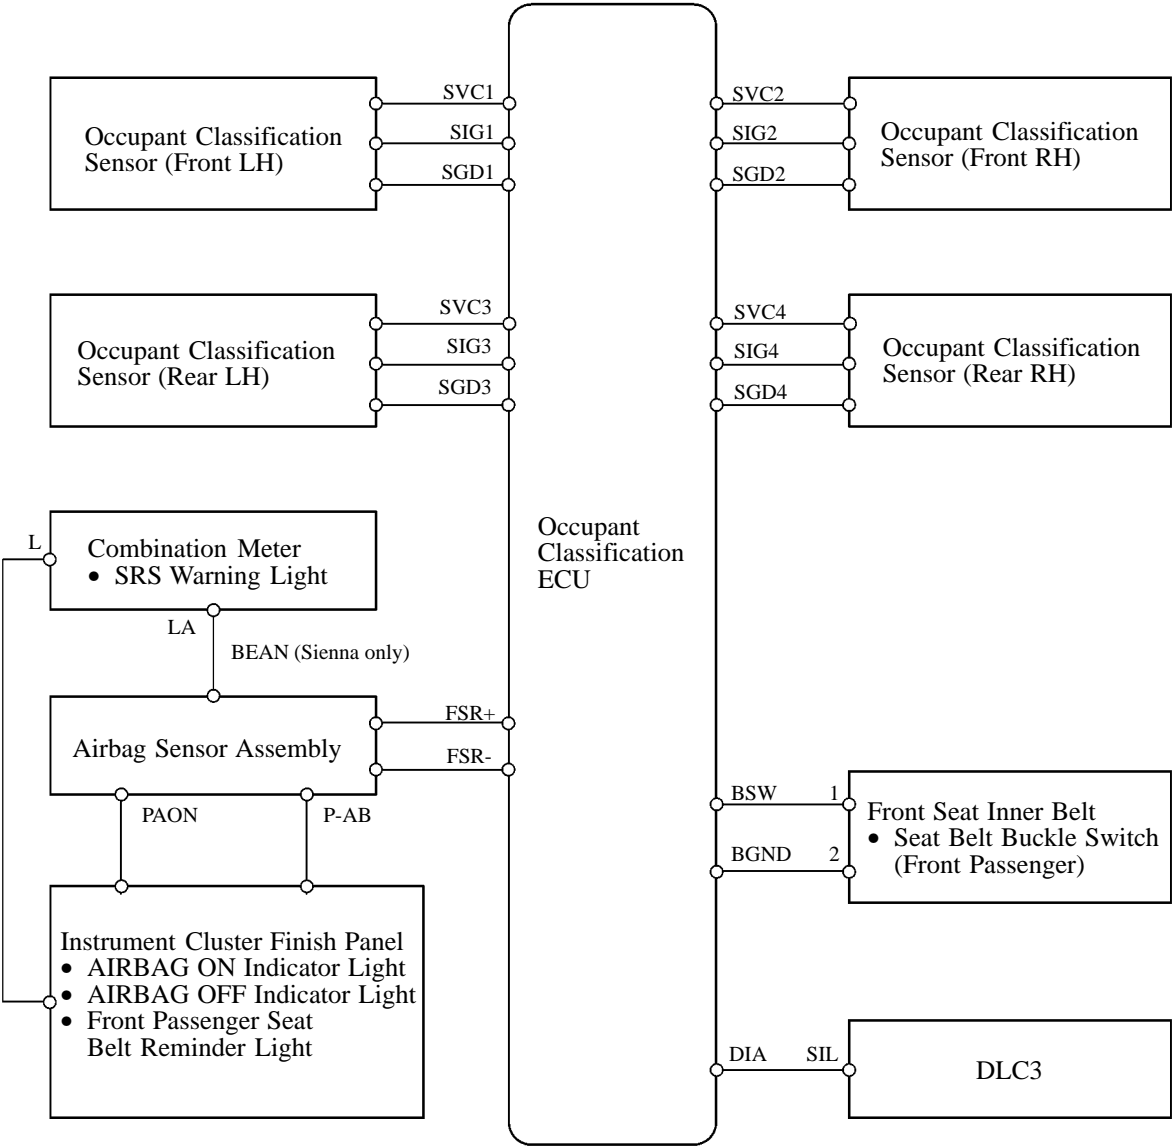 SVC1
SIG1
SGD1
Occupant Classification
Sensor (Front LH)
SVC2
SIG2
SGD2
Occupant Classification
Sensor (Front RH)
SVC3
SIG3
SGD3
Occupant Classification
Sensor (Rear LH)
SVC4
SIG4
SGD4
Occupant Classification
Sensor (Rear RH)
Occupant
Classification
ECU
L
Combination Meter
• SRS Warning Light
LA
BEAN (Sienna only)
Airbag Sensor Assembly
FSR+
FSR-
PAON
P-AB
BSW 1
BGND 2
Front Seat Inner Belt
• Seat Belt Buckle Switch
(Front Passenger)
Instrument Cluster Finish Panel
• AIRBAG ON Indicator Light
• AIRBAG OFF Indicator Light
• Front Passenger Seat
Belt Reminder Light
DIA SIL
DLC3